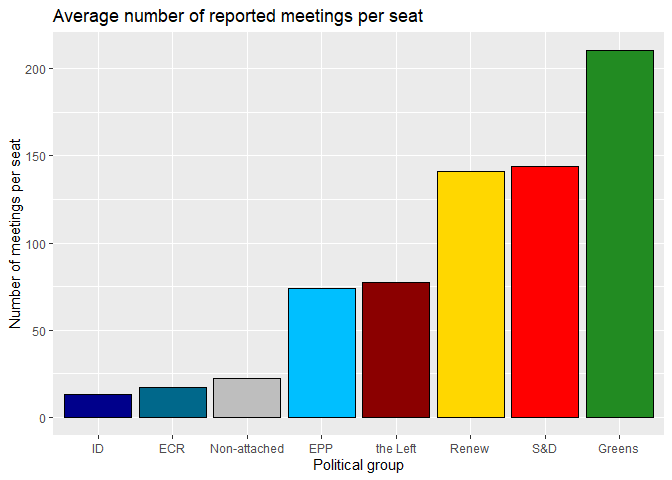 Average number of reported meetings per seat
Number of meetings per seat
200
150
100
50
0
ID ECR Non-attached EPP the Left Renew S&D Greens
Political group